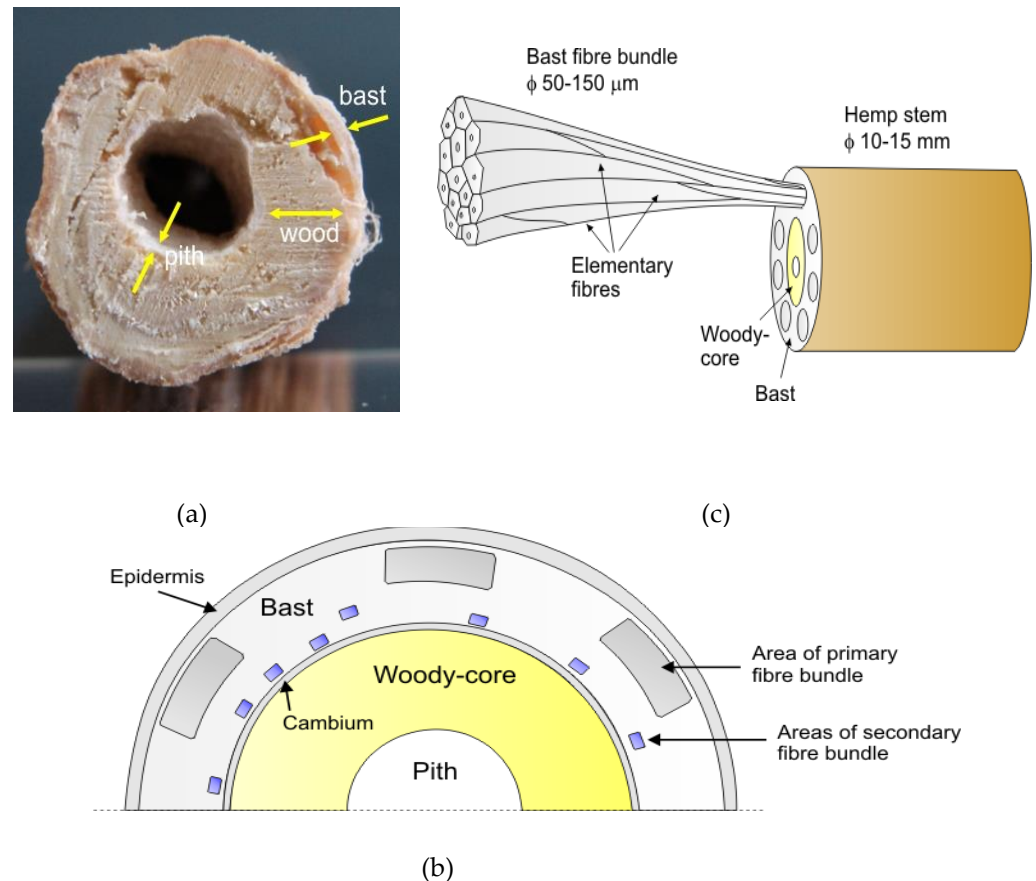 bast
wood
pith
Bast fibre bundle
ϕ 50-150 μm
Hemp stem
ϕ 10-15 mm
Elementary
fibres
Woody-
core
Bast
(a)
(c)
Epidermis
Bast
Woody-core
Cambium
Pith
Area of primary
fibre bundle
Areas of secondary
fibre bundle
(b)